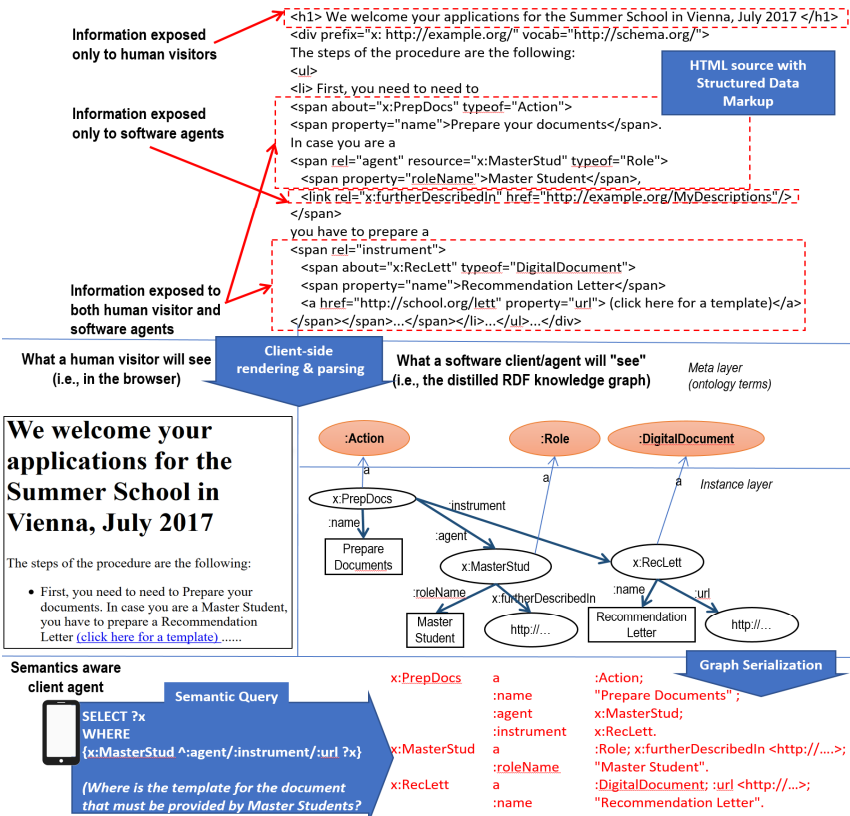 Information exposed
only to human visitors
Information exposed
only to software agents
Information exposed to
both human visitor and
software agents
<h1> We welcome your applications for the Summer School in Vienna, July 2017 </h1>
<div prefix="x: http://example.org/" vocab="http://schema.org/">
The steps of the procedure are the following:
<ul>
<li> First, you need to need to
<span about="x:PrepDocs" typeof="Action">
<span property="name">Prepare your documents</span>.
In case you are a
<span rel="agent" resource="x:MasterStud" typeof="Role">
<span property="roleName">Master Student</span>,
<link rel="x:furtherDescribedIn" href="http://example.org/MyDescriptions"/>
</span>
you have to prepare a
<span rel="instrument">
<span about="x:RecLett" typeof="DigitalDocument">
<span property="name">Recommendation Letter</span>
<a href="http://school.org/lett" property="url"> (click here for a template)</a>
</span></span>...</span></li>...</ul>...</div>
HTML source with
Structured Data
Markup
What a human visitor will see
(i.e., in the browser)
Client-side
rendering & parsing
What a software client/agent will "see"
(i.e., the distilled RDF knowledge graph)
Meta layer
(ontology terms)
We welcome your
applications for the
Summer School in
Vienna, July 2017
The steps of the procedure are the following:
• First, you need to need to Prepare your
documents. In case you are a Master Student,
you have to prepare a Recommendation
Letter (click here for a template) ......
:Action
:Role
:DigitalDocument
a
a
a
Instance layer
x:PrepDocs
:instrument
:name
:agent
Prepare
Documents
x:MasterStud
x:RecLett
:roleName
x:furtherDescribedIn
:name
:url
Master
Student
http://...
Recommendation
Letter
http://...
Semantics aware
client agent
Semantic Query
SELECT ?x
WHERE
{x:MasterStud ^:agent/:instrument/:url ?x}
(Where is the template for the document
that must be provided by Master Students?
Graph Serialization
x:PrepDocs a :Action;
:name "Prepare Documents" ;
:agent x:MasterStud;
:instrument x:RecLett.
x:MasterStud a :Role; x:furtherDescribedIn <http://....>;
:roleName "Master Student".
x:RecLett a :DigitalDocument; :url <http://...>;
:name "Recommendation Letter".